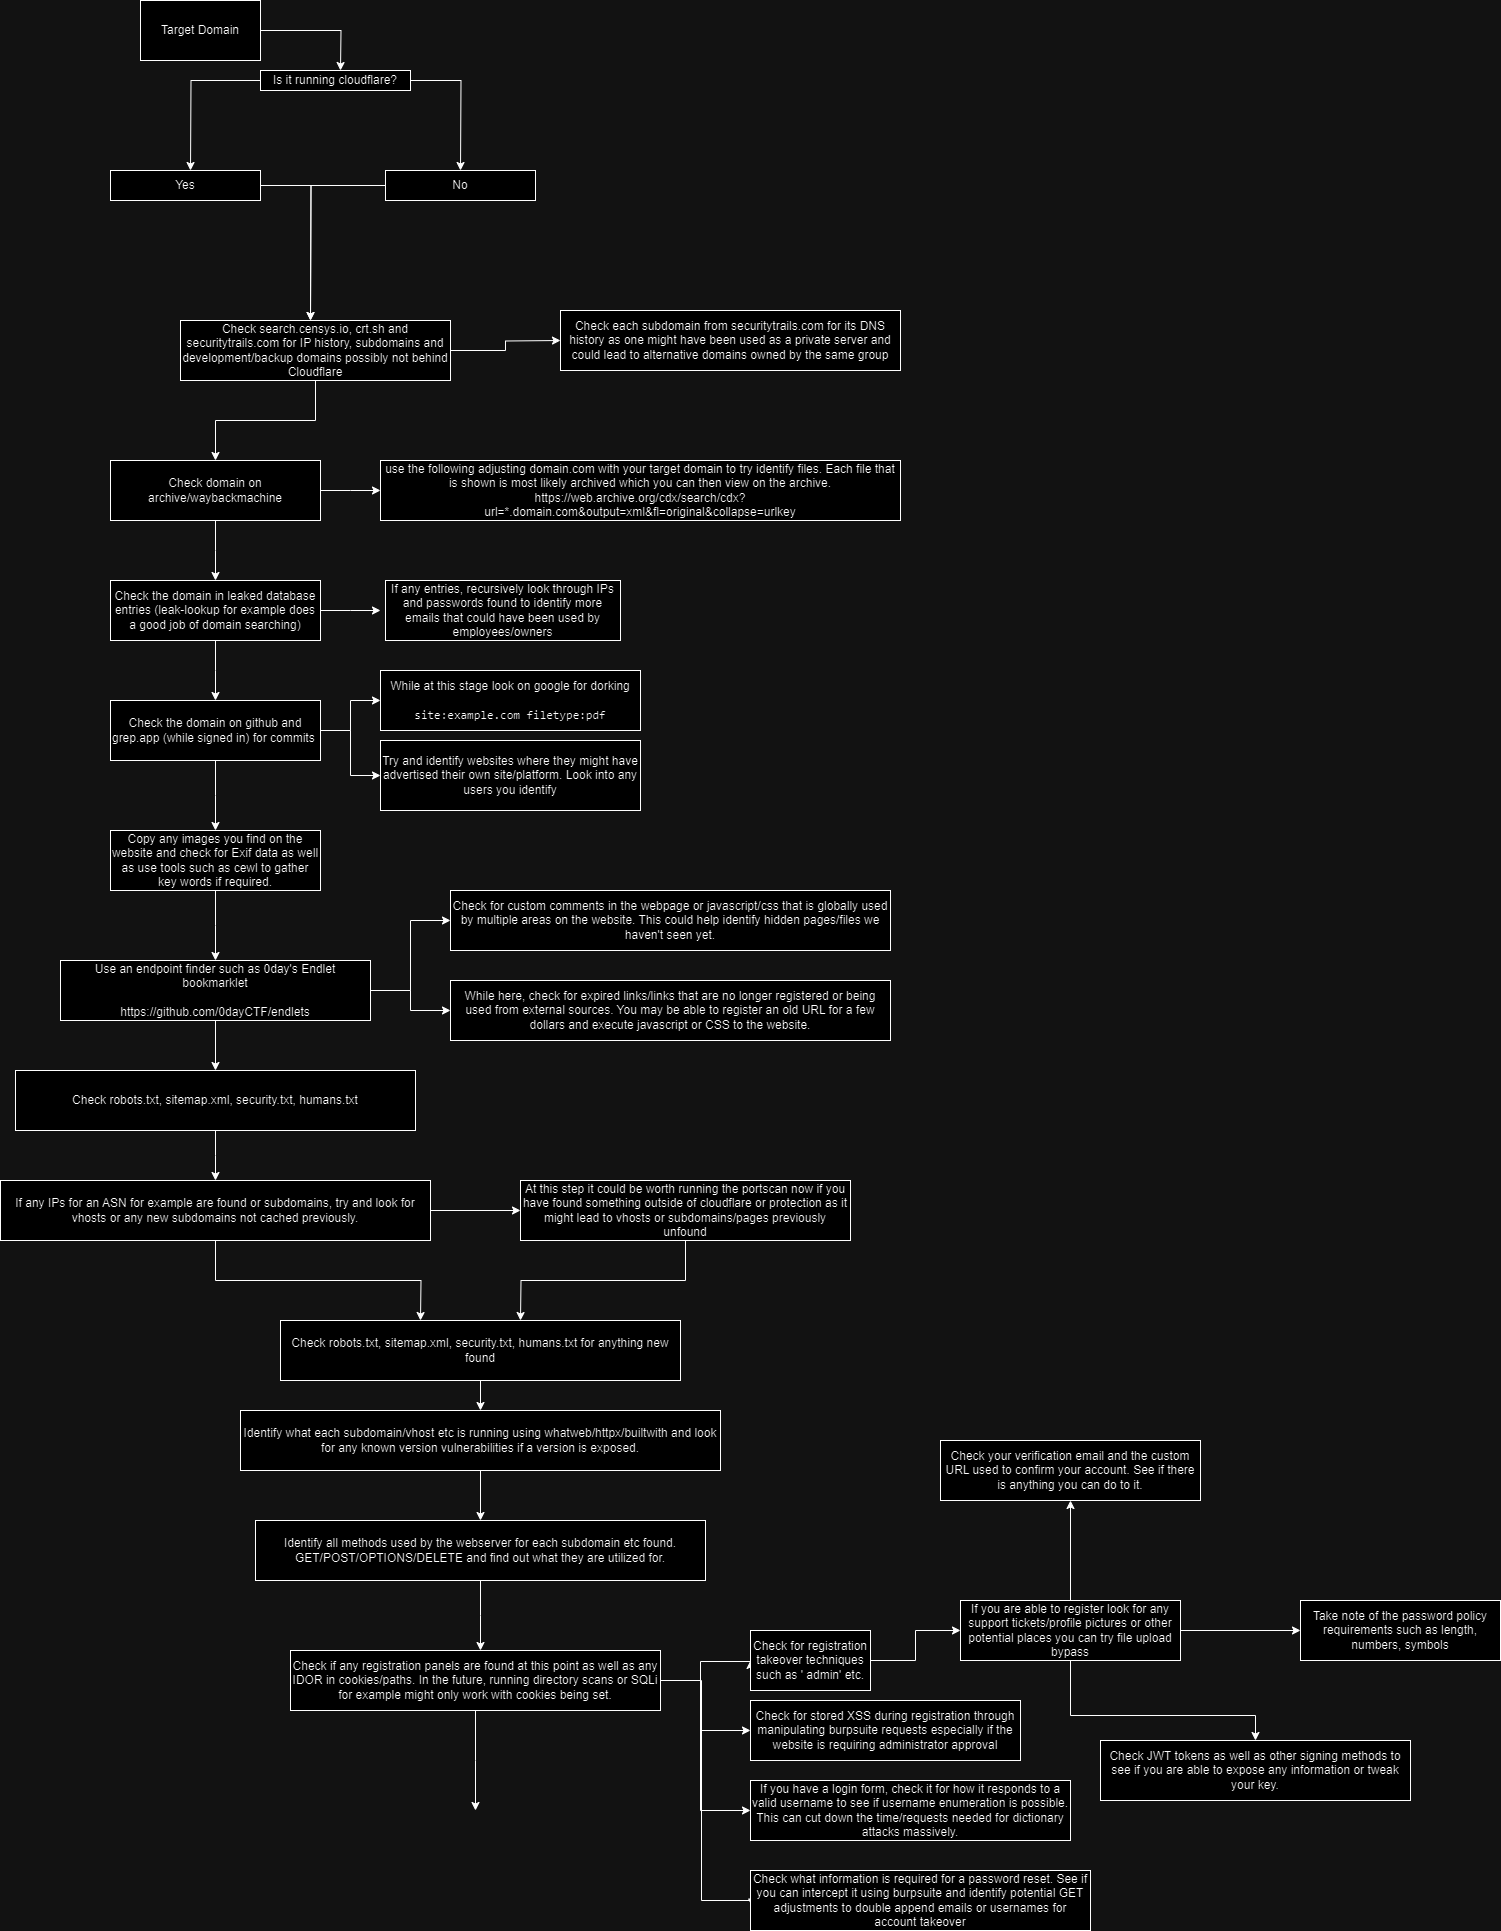 Target Domain
Is it running cloudflare?
Yes
No
Check search.censys.io, crt.sh and
securitytrails.com for IP history, subdomains and
development/backup domains possibly not behind
Cloudflare
Check each subdomain from securitytrails.com for its DNS
history as one might have been used as a private server and
could lead to alternative domains owned by the same group
Check domain on
archive/waybackmachine
use the following adjusting domain.com with your target domain to try identify files. Each file that
is shown is most likely archived which you can then view on the archive.
https://web.archive.org/cdx/search/cdx?
url=*.domain.com&output=xml&fl=original&collapse=urlkey
Check the domain in leaked database
entries (leak-lookup for example does
a good job of domain searching)
If any entries, recursively look through IPs
and passwords found to identify more
emails that could have been used by
employees/owners
Check the domain on github and
grep.app (while signed in) for commits
While at this stage look on google for dorking
site:example.com filetype:pdf
Try and identify websites where they might have
advertised their own site/platform. Look into any
users you identify
Copy any images you find on the
website and check for Exif data as well
as use tools such as cewl to gather
key words if required.
Use an endpoint finder such as 0day's Endlet
bookmarklet
https://github.com/0dayCTF/endlets
Check for custom comments in the webpage or javascript/css that is globally used
by multiple areas on the website. This could help identify hidden pages/files we
haven't seen yet.
While here, check for expired links/links that are no longer registered or being
used from external sources. You may be able to register an old URL for a few
dollars and execute javascript or CSS to the website.
Check robots.txt, sitemap.xml, security.txt, humans.txt
If any IPs for an ASN for example are found or subdomains, try and look for
vhosts or any new subdomains not cached previously.
At this step it could be worth running the portscan now if you
have found something outside of cloudflare or protection as it
might lead to vhosts or subdomains/pages previously
unfound
Check robots.txt, sitemap.xml, security.txt, humans.txt for anything new
found
Identify what each subdomain/vhost etc is running using whatweb/httpx/builtwith and look
for any known version vulnerabilities if a version is exposed.
Identify all methods used by the webserver for each subdomain etc found.
GET/POST/OPTIONS/DELETE and find out what they are utilized for.
Check if any registration panels are found at this point as well as any
IDOR in cookies/paths. In the future, running directory scans or SQLi
for example might only work with cookies being set.
Check for registration
takeover techniques
such as ' admin' etc.
If you are able to register look for any
support tickets/profile pictures or other
potential places you can try file upload
bypass
Check your verification email and the custom
URL used to confirm your account. See if there
is anything you can do to it.
Take note of the password policy
requirements such as length,
numbers, symbols
Check JWT tokens as well as other signing methods to
see if you are able to expose any information or tweak
your key.
Check for stored XSS during registration through
manipulating burpsuite requests especially if the
website is requiring administrator approval
If you have a login form, check it for how it responds to a
valid username to see if username enumeration is possible.
This can cut down the time/requests needed for dictionary
attacks massively.
Check what information is required for a password reset. See if
you can intercept it using burpsuite and identify potential GET
adjustments to double append emails or usernames for
account takeover